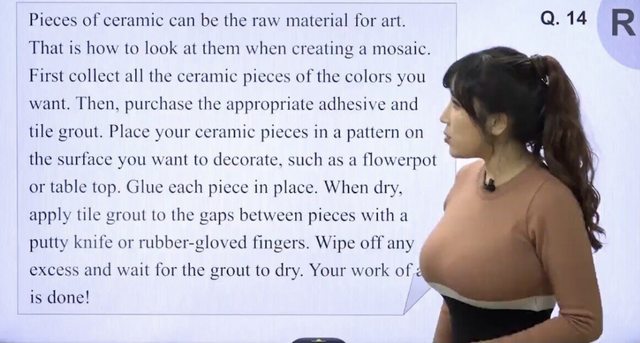 Pieces of ceramic can be the raw material for art.
That is how to look at them when creating a mosaic.
First collect all the ceramic pieces of the colors you
want. Then, purchase the appropriate adhesive and
tile grout. Place your ceramic pieces in a pattern on
the surface you want to decorate, such as a flowerpot
or table top. Glue each piece in place. When dry,
apply tile grout to the gaps between pieces with a
putty knife or rubber-gloved fingers. Wipe off any
excess and wait for the grout to dry. Your work of
is done!
Q. 14
R